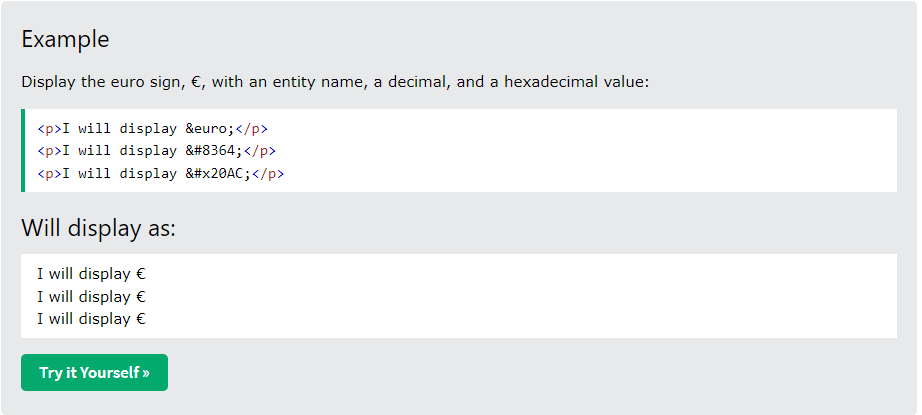 Example
Display the euro sign, €, with an entity name, a decimal, and a hexadecimal value:
<p>I will display &euro;</p>
<p>I will display &#8364;</p>
<p>I will display &#x20AC;</p>
Will display as:
I will display €
I will display €
I will display €
Try it Yourself »